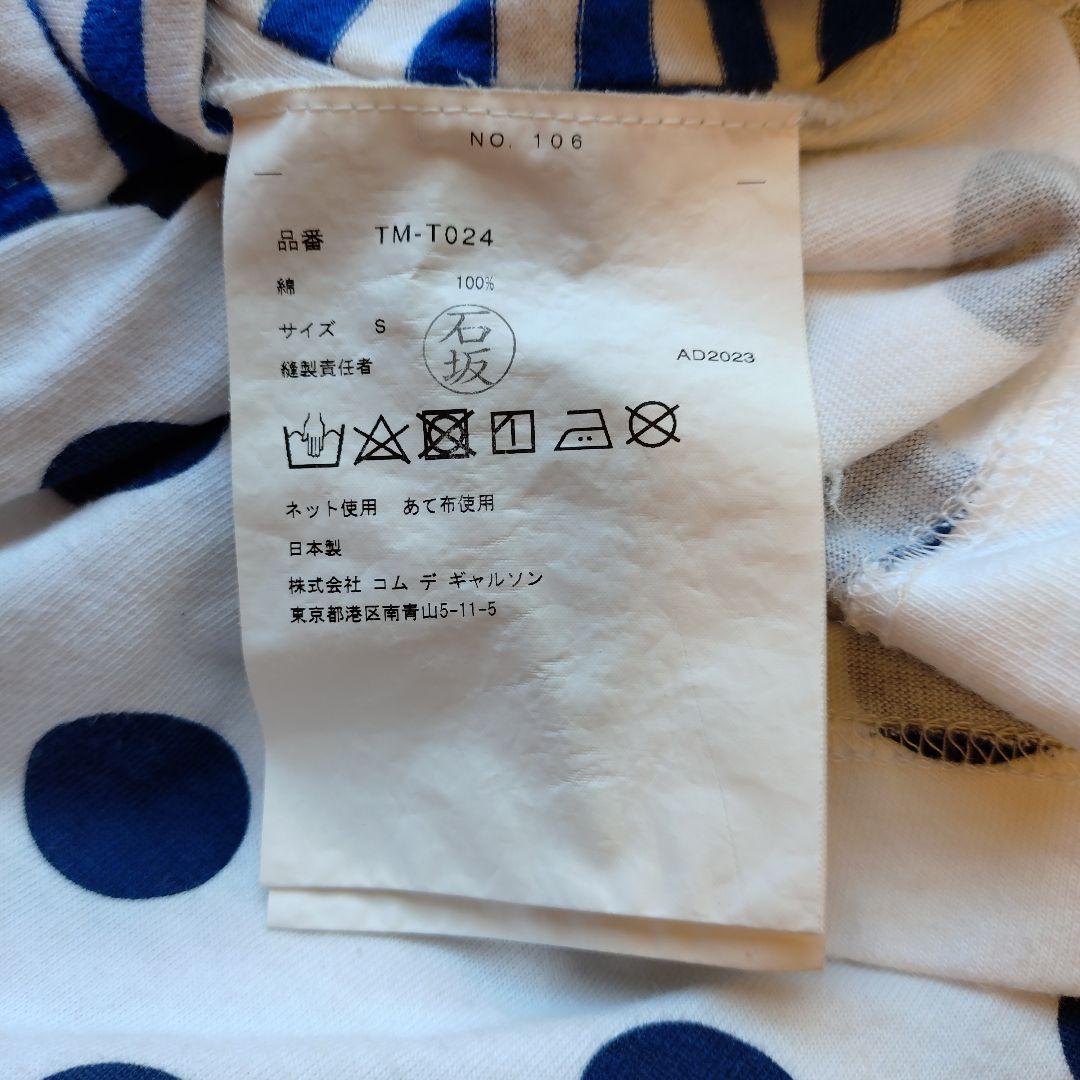 NO. 106
品番 TM-T024
綿 100%
サイズ S
縫製責任者 石坂
AD2023
ネット使用 あて布使用
日本製
株式会社 コム デ ギャルソン
東京都港区南青山5-11-5